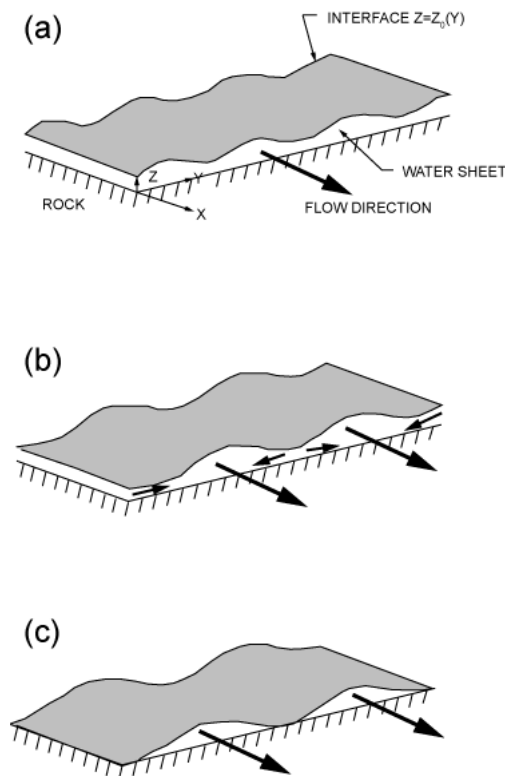 (a)
INTERFACE Z=Z₀(Y)
Z
Y
WATER SHEET
ROCK
X
FLOW DIRECTION
(b)
(c)